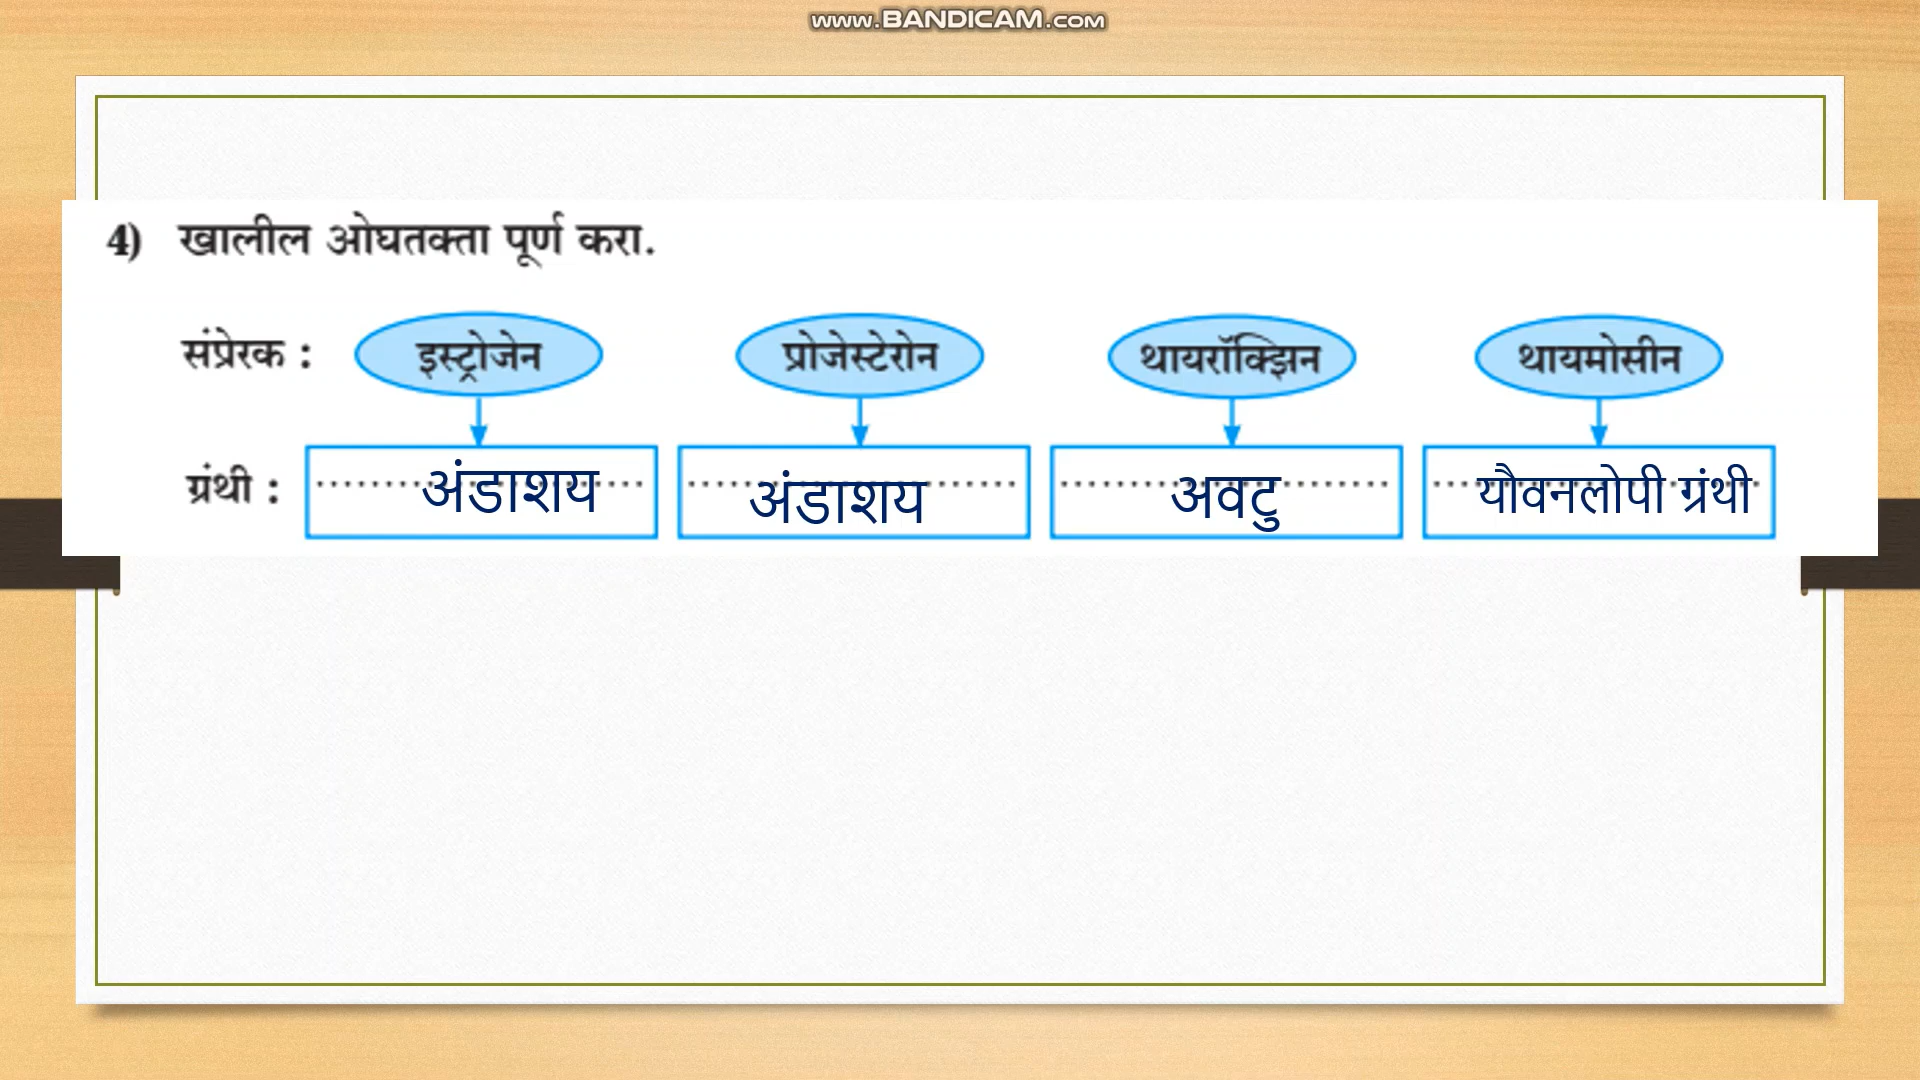 www.BANDICAM.com
4) खालील ओघतक्ता पूर्ण करा.
संप्रेरक : इस्ट्रोजेन प्रोजेस्टेरोन थायरॉक्झिन थायमोसीन
ग्रंथी : अंडाशय अंडाशय अवटु यौवनलोपी ग्रंथी